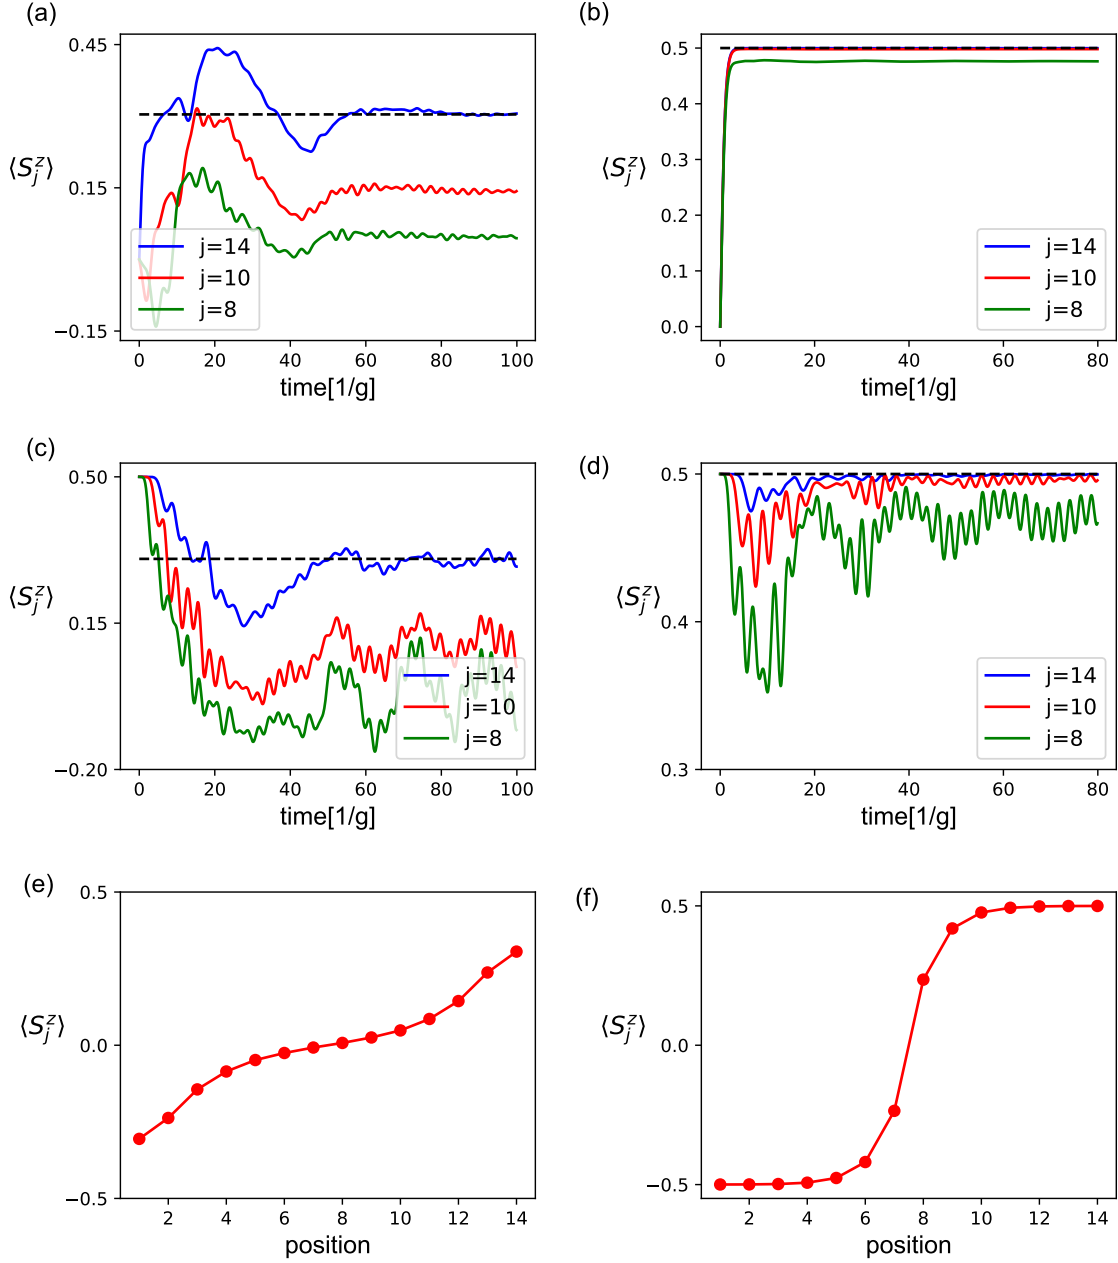 (a)
0.45
0.15
−0.15
⟨S_j^z⟩
j=14
j=10
j=8
0 20 40 60 80 100
time[1/g]
(b)
0.5
0.4
0.3
0.2
0.1
0.0
⟨S_j^z⟩
j=14
j=10
j=8
0 20 40 60 80
time[1/g]
(c)
0.50
0.15
−0.20
⟨S_j^z⟩
j=14
j=10
j=8
0 20 40 60 80 100
time[1/g]
(d)
0.5
0.4
0.3
⟨S_j^z⟩
j=14
j=10
j=8
0 20 40 60 80
time[1/g]
(e)
0.5
0.0
−0.5
⟨S_j^z⟩
2 4 6 8 10 12 14
position
(f)
0.5
0.0
−0.5
⟨S_j^z⟩
2 4 6 8 10 12 14
position